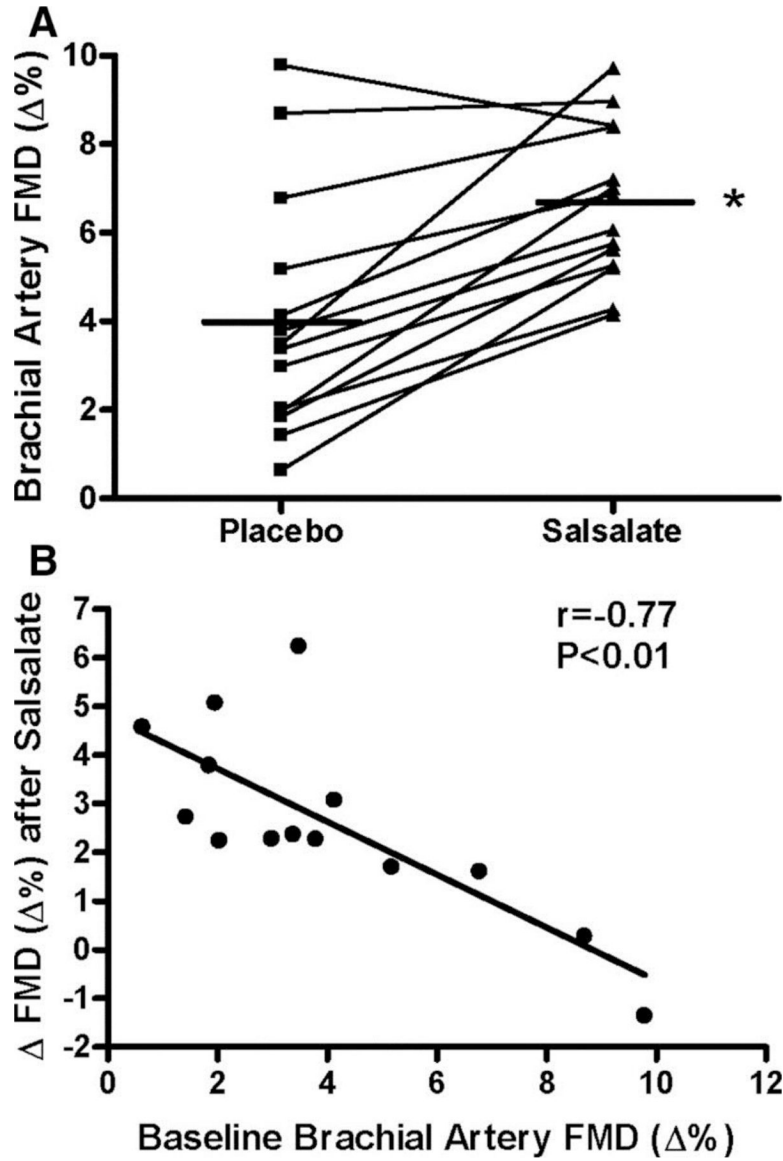 A
Brachial Artery FMD (Δ%)
10
8
6
4
2
0
*
Placebo
Salsalate
B
Δ FMD (Δ%) after Salsalate
7
6
5
4
3
2
1
0
-1
-2
r=-0.77
P<0.01
0
2
4
6
8
10
12
Baseline Brachial Artery FMD (Δ%)